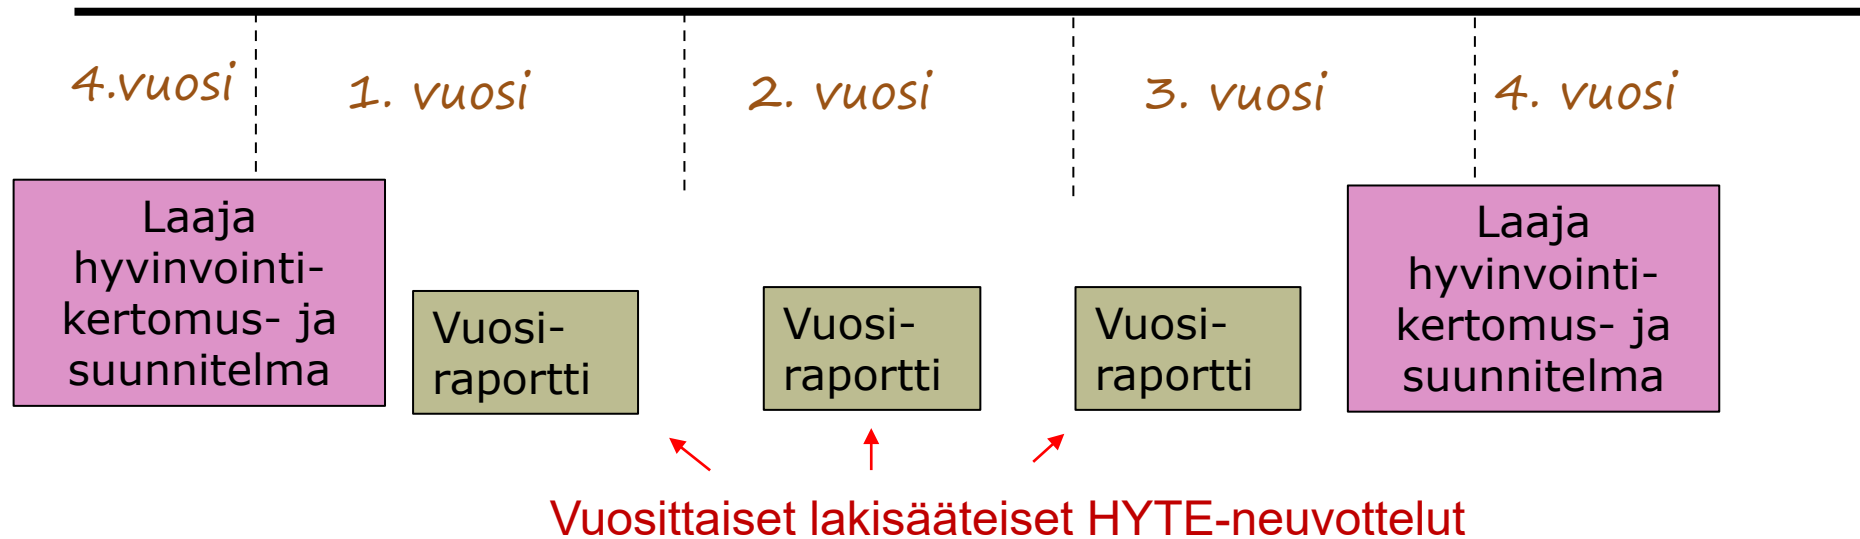 4.vuosi
1. vuosi
2. vuosi
3. vuosi
4. vuosi
Laaja
hyvinvointi-
kertomus- ja
suunnitelma
Vuosi-
raportti
Vuosi-
raportti
Vuosi-
raportti
Laaja
hyvinvointi-
kertomus- ja
suunnitelma
Vuosittaiset lakisääteiset HYTE-neuvottelut